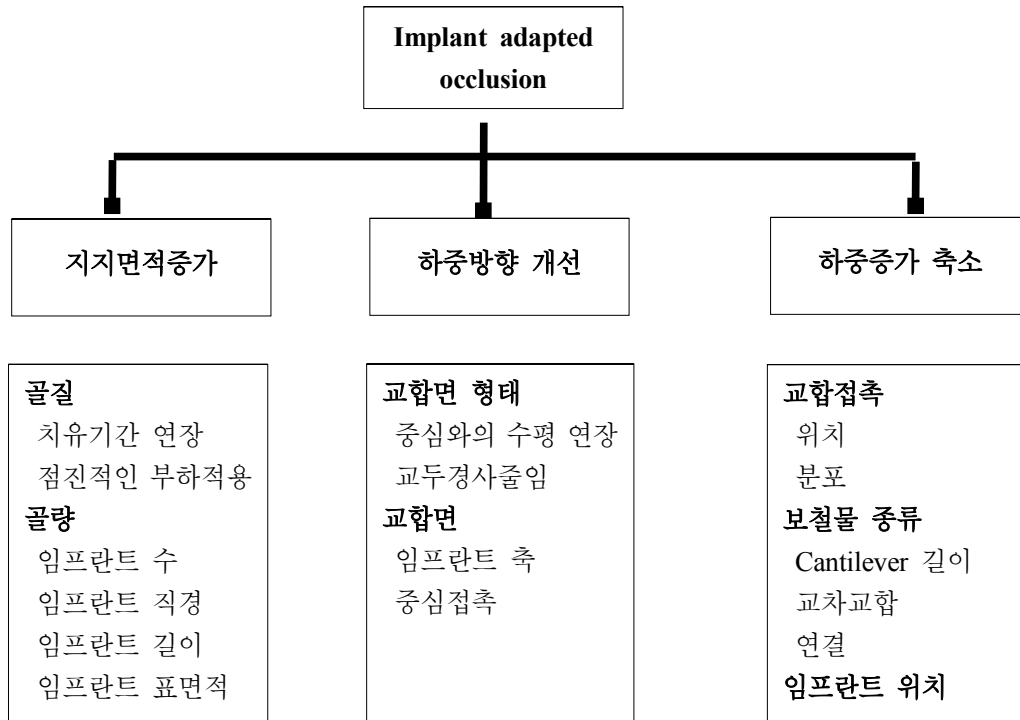 Implant adapted
occlusion
지지면적증가
하중방향 개선
하중증가 축소
골질
치유기간 연장
점진적인 부하적용
골량
임프란트 수
임프란트 직경
임프란트 길이
임프란트 표면적
교합면 형태
중심와의 수평 연장
교두경사줄임
교합면
임프란트 축
중심접촉
교합접촉
위치
분포
보철물 종류
Cantilever 길이
교차교합
연결
임프란트 위치